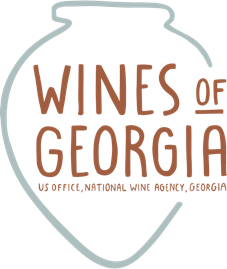 WINES OF
GEORGIA
US OFFICE, NATIONAL WINE AGENCY, GEORGIA